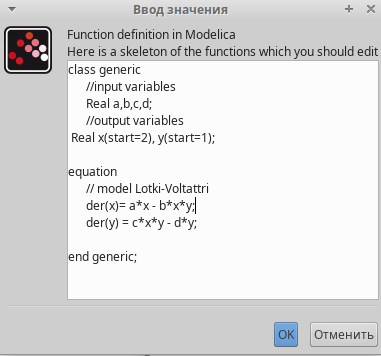 Ввод значения
Function definition in Modelica
Here is a skeleton of the functions which you should edit
class generic
//input variables
Real a,b,c,d;
//output variables
Real x(start=2), y(start=1);
equation
// model Lotki-Voltattri
der(x)= a*x - b*x*y;
der(y) = c*x*y - d*y;
end generic;
OK
Отменить